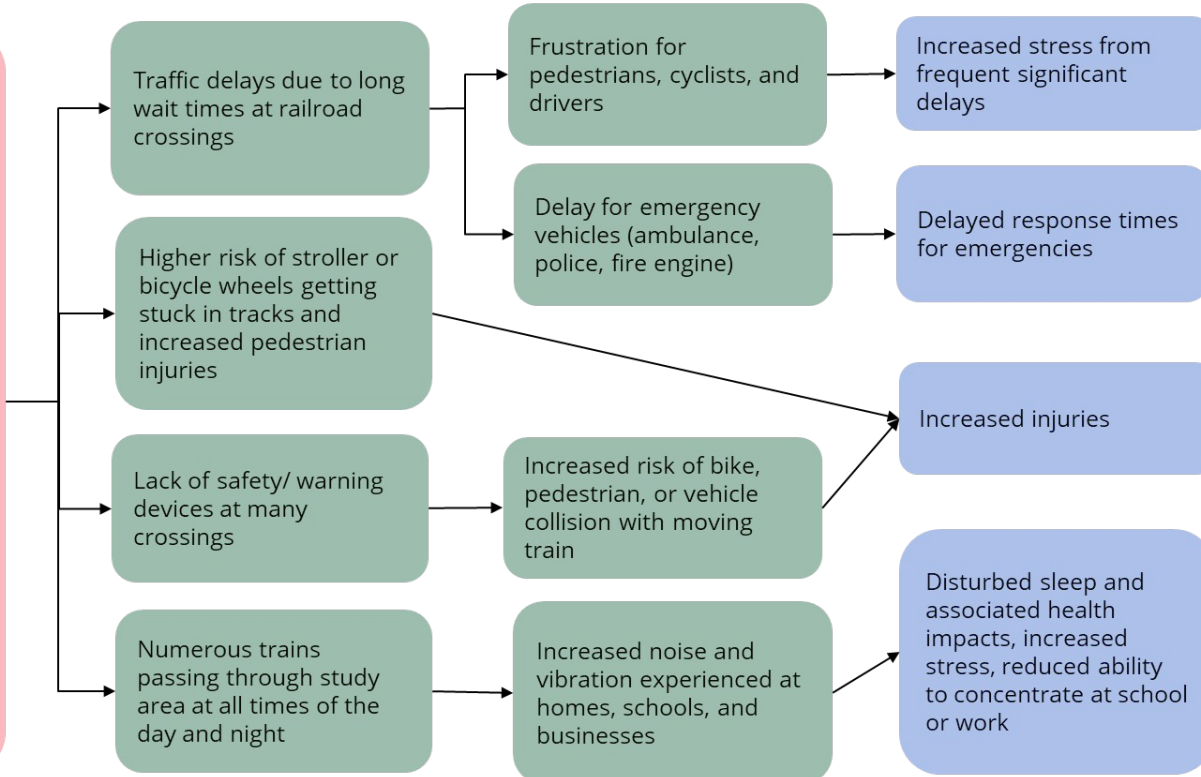 Traffic delays due to long
wait times at railroad
crossings
Frustration for
pedestrians, cyclists, and
drivers
Increased stress from
frequent significant
delays
Delay for emergency
vehicles (ambulance,
police, fire engine)
Delayed response times
for emergencies
Higher risk of stroller or
bicycle wheels getting
stuck in tracks and
increased pedestrian
injuries
Increased injuries
Lack of safety/ warning
devices at many
crossings
Increased risk of bike,
pedestrian, or vehicle
collision with moving
train
Numerous trains
passing through study
area at all times of the
day and night
Increased noise and
vibration experienced at
homes, schools, and
businesses
Disturbed sleep and
associated health
impacts, increased
stress, reduced ability
to concentrate at school
or work